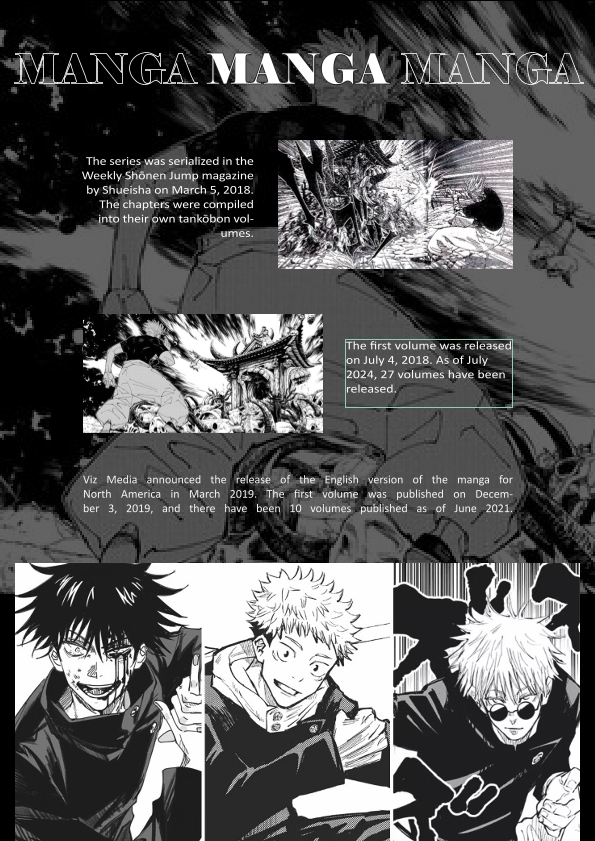 MANGA MANGA MANGA
The series was serialized in the
Weekly Shōnen Jump magazine
by Shueisha on March 5, 2018.
The chapters were compiled
into their own tankōbon vol-
umes.
The first volume was released
on July 4, 2018. As of July
2024, 27 volumes have been
released.
Viz Media announced the release of the English version of the manga for
North America in March 2019. The first volume was published on Decem-
ber 3, 2019, and there have been 10 volumes published as of June 2021.